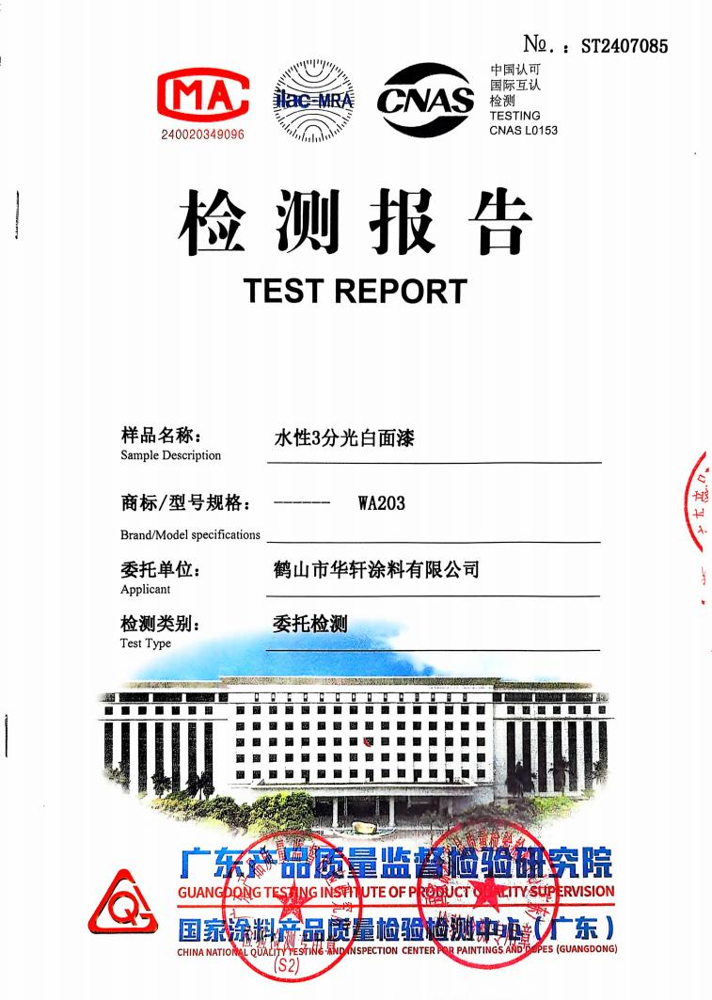 No. : ST2407085
MA
240020349096
ilac-MRA
CNAS
中国认可
国际互认
检测
TESTING
CNAS L0153
检测报告
TEST REPORT
样品名称: 水性3分光白面漆
Sample Description
商标/型号规格: ------ WA203
Brand/Model specifications
委托单位: 鹤山市华轩涂料有限公司
Applicant
检测类别: 委托检测
Test Type
广东产品质量监督检验研究院
GUANGDONG TESTING INSTITUTE OF PRODUCT QUALITY SUPERVISION
国家涂料产品质量检验检测中心(广东)
CHINA NATIONAL QUALITY TESTING AND INSPECTION CENTER FOR PAINTINGS AND DOPES (GUANGDONG)
(S2)